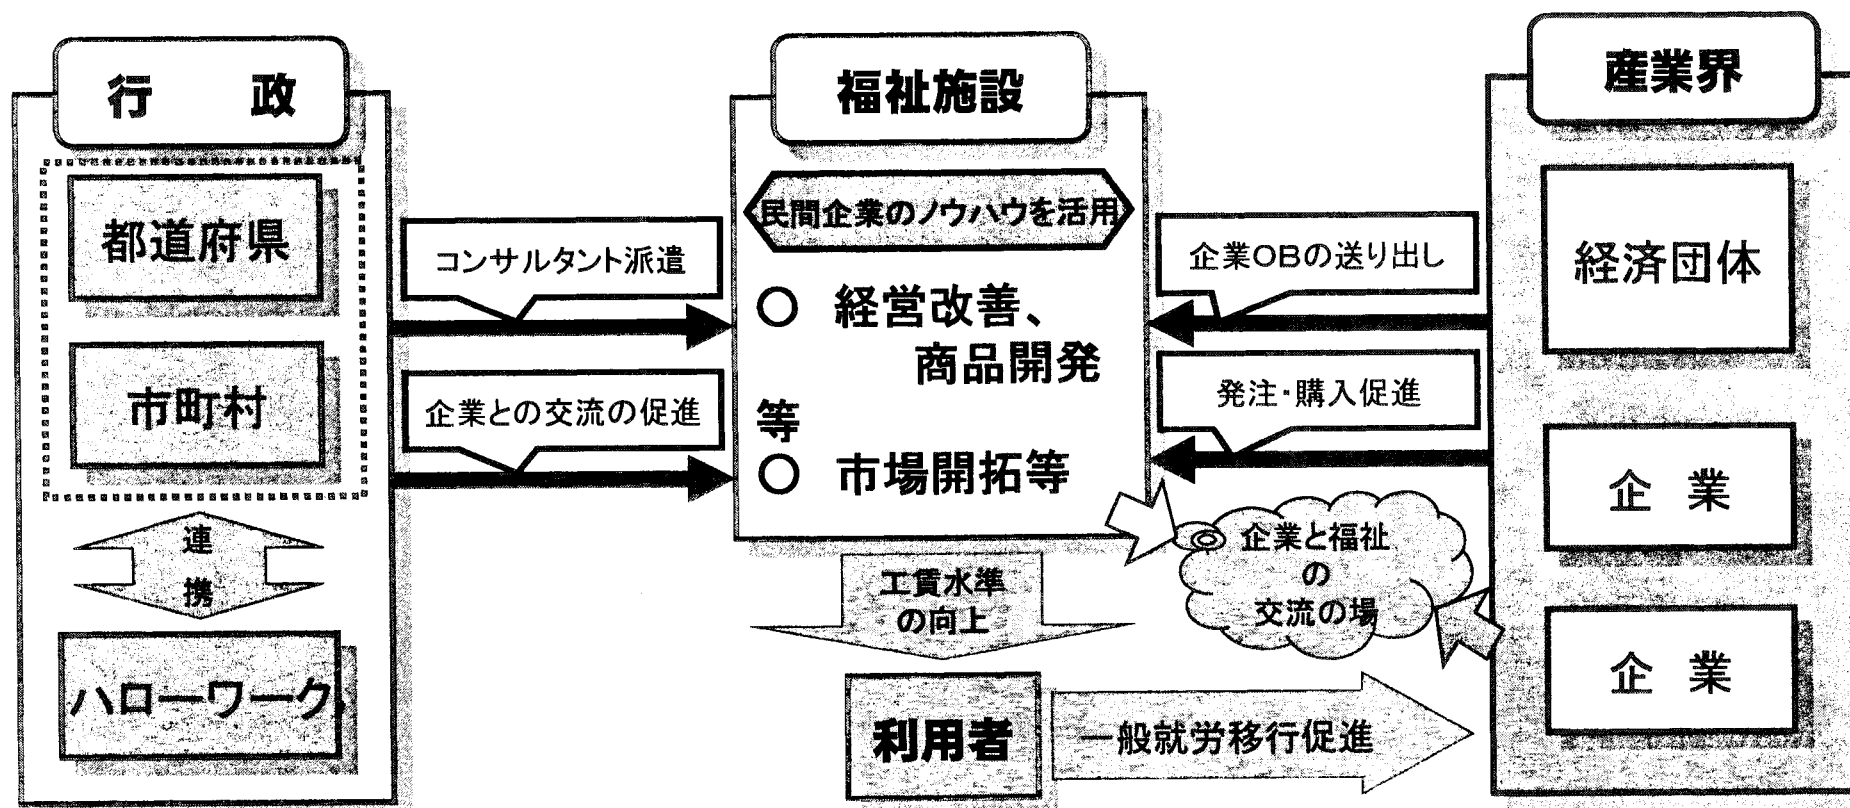 行　政
都道府県
市町村
連
携
ハローワーク
コンサルタント派遣
企業との交流の促進
福祉施設
民間企業のノウハウを活用
○　経営改善、
商品開発
等
○　市場開拓等
工賃水準
の向上
利用者
一般就労移行促進
企業OBの送り出し
発注・購入促進
企業と福祉
の
交流の場
産業界
経済団体
企　業
企　業